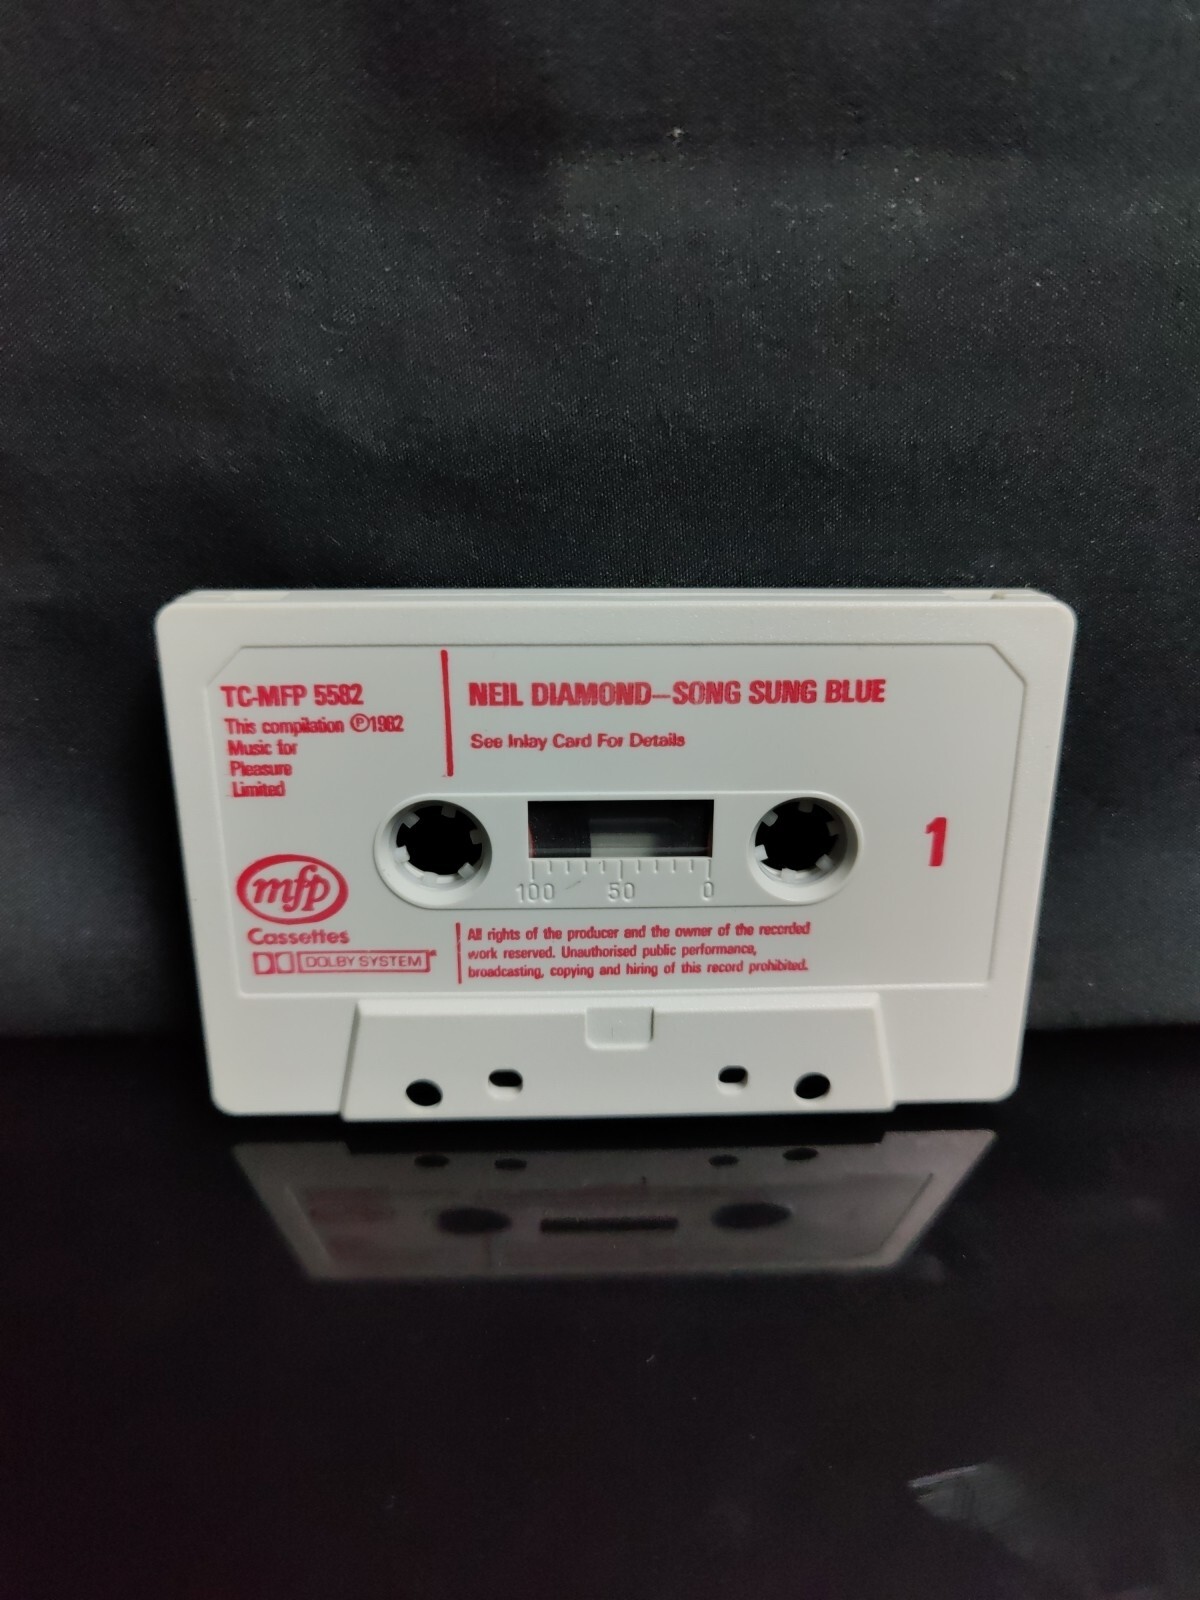 TC-MFP 5582
This compilation ℗1982
Music for
Pleasure
Limited
NEIL DIAMOND—SONG SUNG BLUE
See Inlay Card For Details
1
100 50 0
mfp
Cassettes
DOLBY SYSTEM
All rights of the producer and the owner of the recorded
work reserved. Unauthorised public performance,
broadcasting, copying and hiring of this record prohibited.